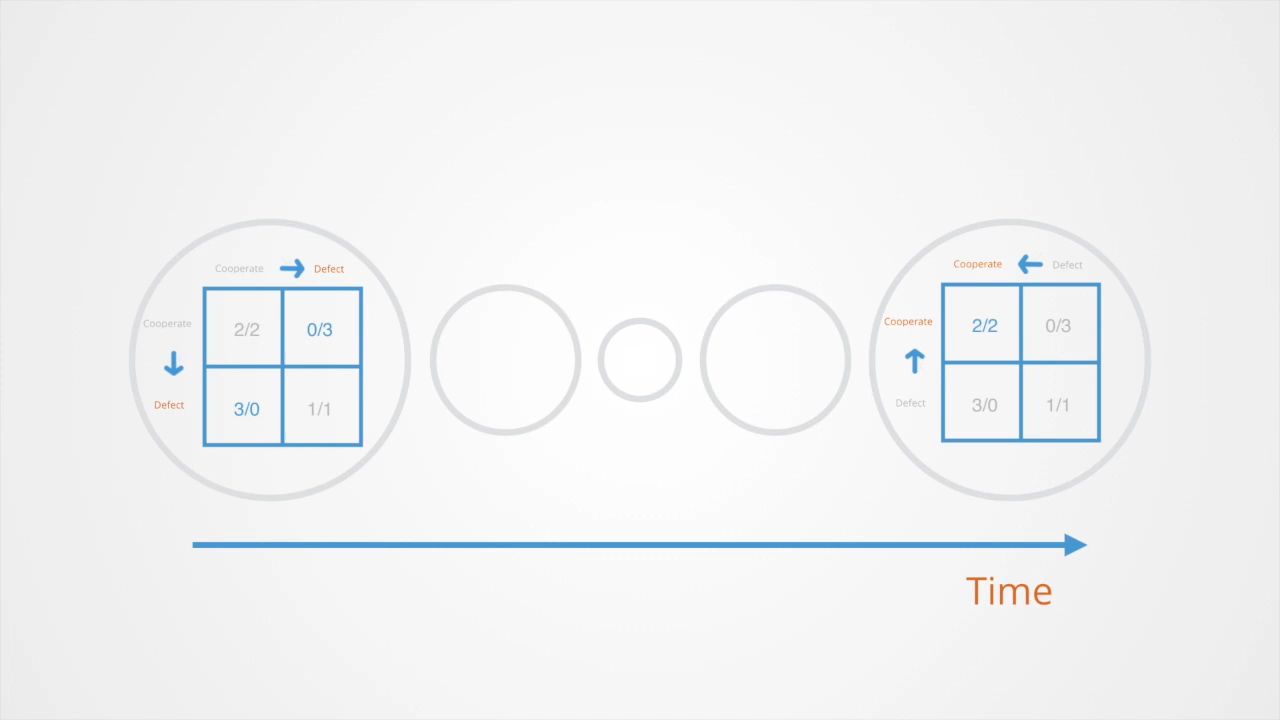 Cooperate Defect
Cooperate
2/2 0/3
Defect
3/0 1/1
Cooperate Defect
Cooperate
2/2 0/3
Defect
3/0 1/1
Time